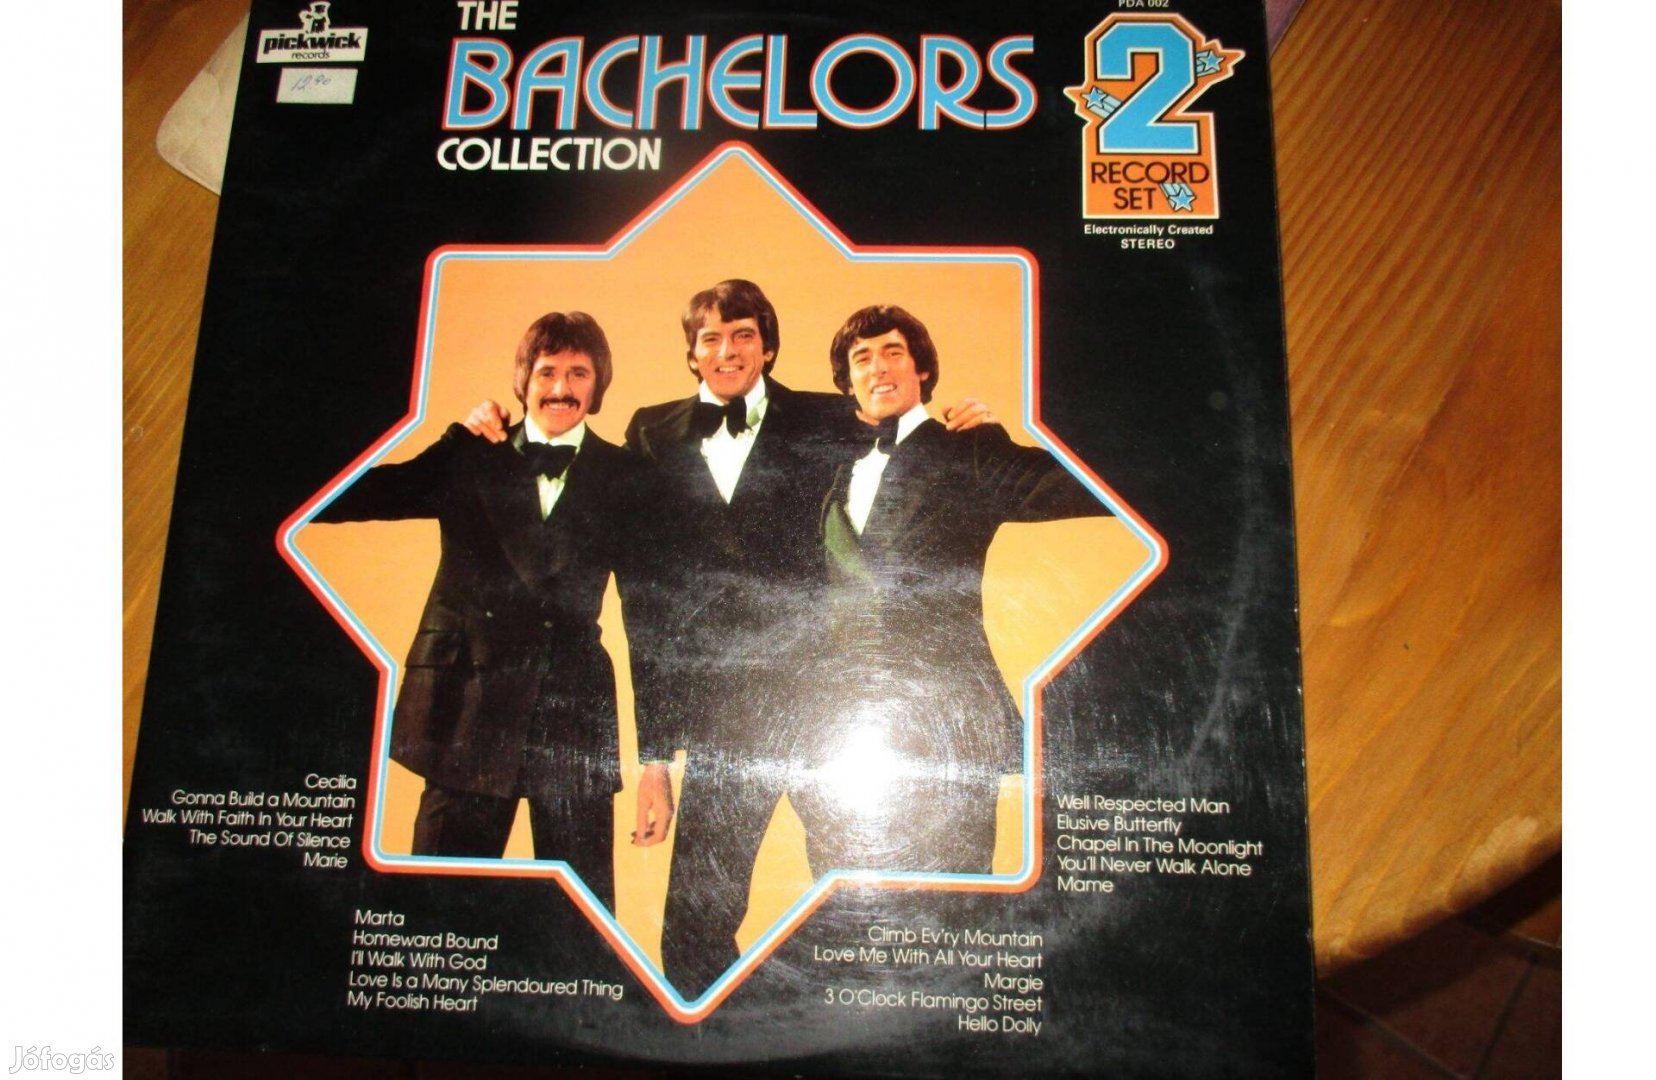 pickwick
records
12.90
THE
BACHELORS
COLLECTION
PDA 002
2
RECORD
SET
Electronically Created
STEREO
Cecilia
Gonna Build a Mountain
Walk With Faith In Your Heart
The Sound Of Silence
Marie
Marta
Homeward Bound
I'll Walk With God
Love Is a Many Splendoured Thing
My Foolish Heart
Climb Ev'ry Mountain
Love Me With All Your Heart
Margie
3 O'Clock Flamingo Street
Hello Dolly
Well Respected Man
Elusive Butterfly
Chapel In The Moonlight
You'll Never Walk Alone
Mame
Jófogás